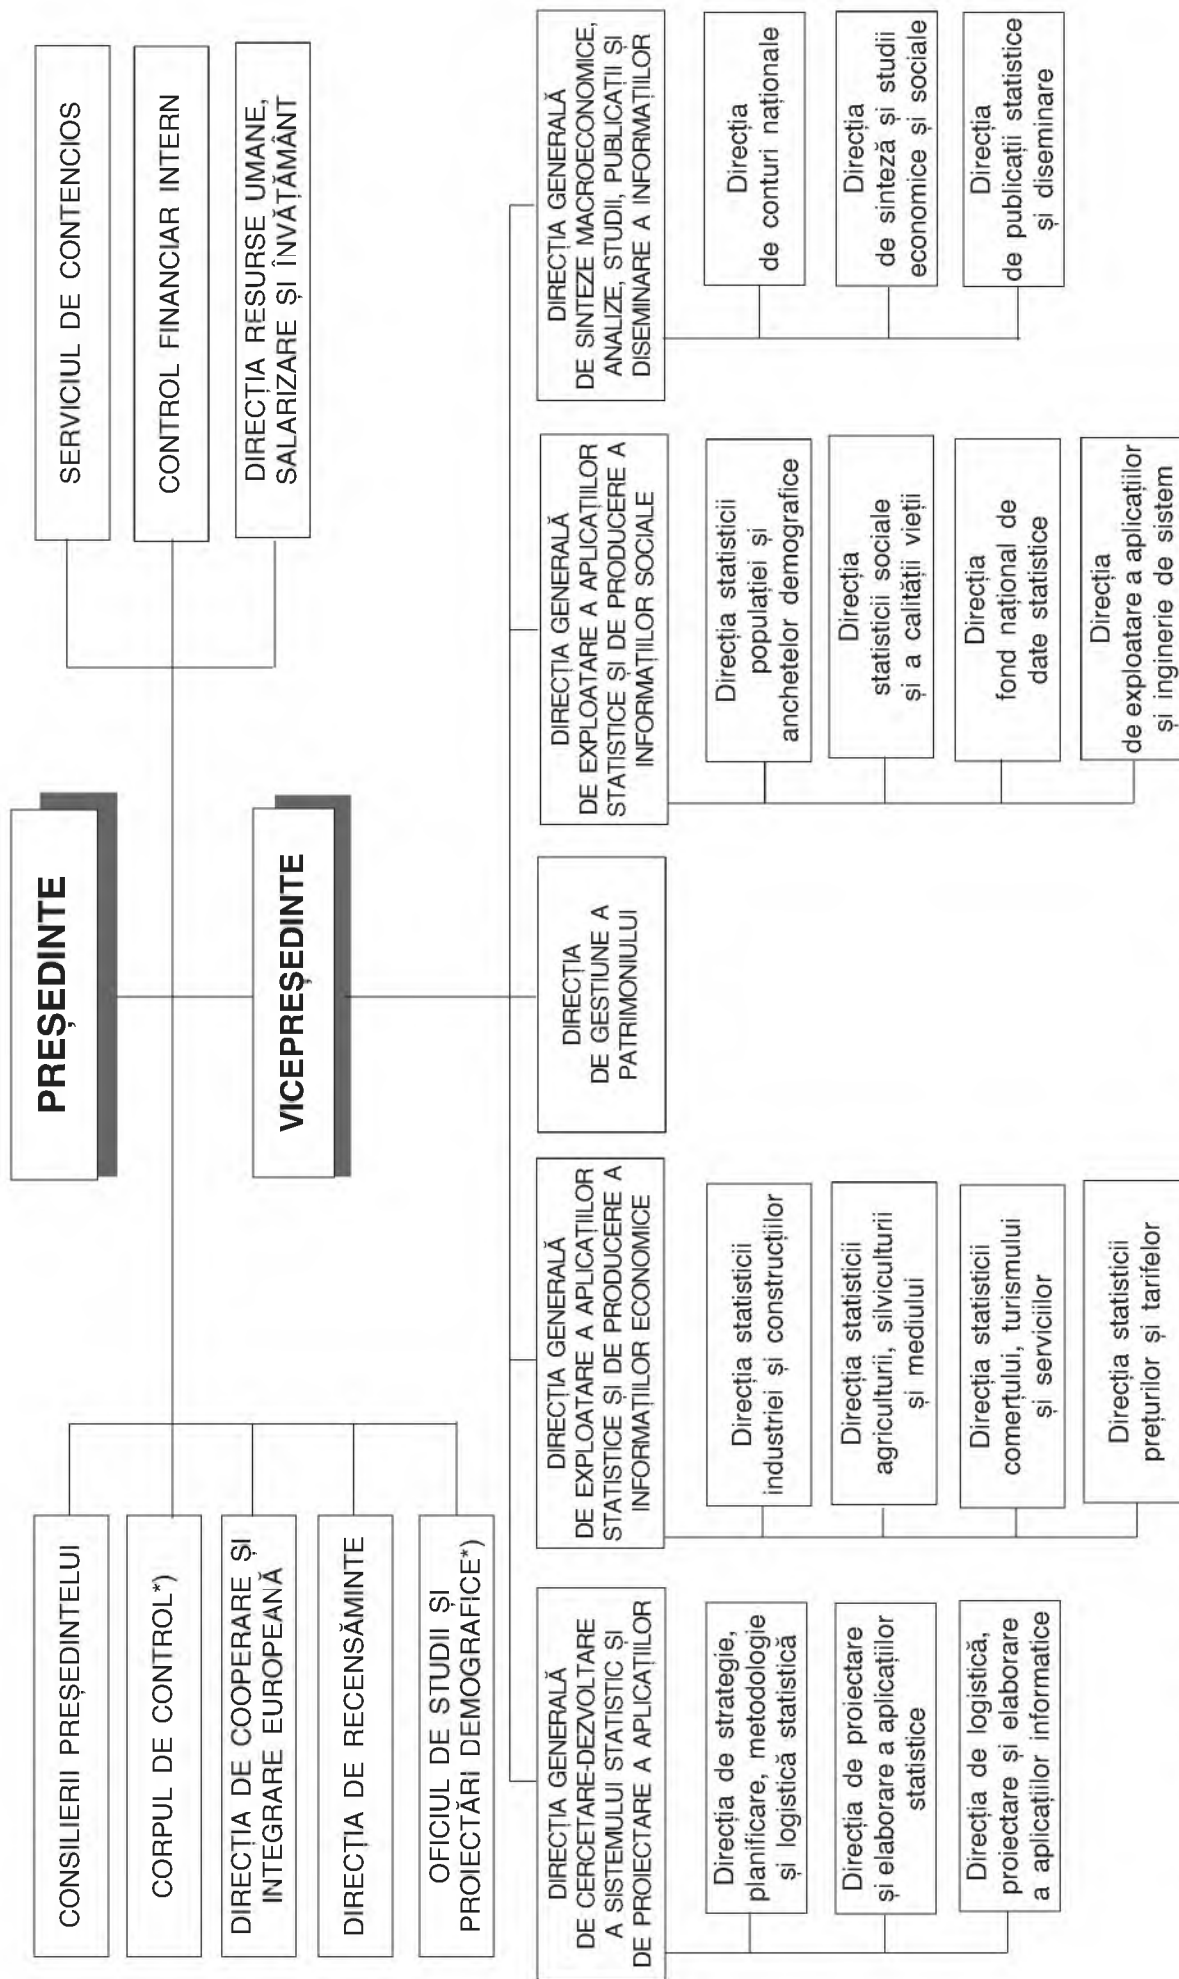 PREȘEDINTE
VICEPREȘEDINTE
CONSILIERII PREȘEDINTELUI
CORPUL DE CONTROL*)
DIRECȚIA DE COOPERARE ȘI
INTEGRARE EUROPEANĂ
DIRECȚIA DE RECENSĂMINTE
OFICIUL DE STUDII ȘI
PROIECTĂRI DEMOGRAFICE*)
SERVICIUL DE CONTENCIOS
CONTROL FINANCIAR INTERN
DIRECȚIA RESURSE UMANE,
SALARIZARE ȘI ÎNVĂȚĂMÂNT
DIRECȚIA GENERALĂ
DE CERCETARE-DEZVOLTARE
A SISTEMULUI STATISTIC ȘI
DE PROIECTARE A APLICAȚIILOR
Direcția de strategie,
planificare, metodologie
și logistică statistică
Direcția de proiectare
și elaborare a aplicațiilor
statistice
Direcția de logistică,
proiectare și elaborare
a aplicațiilor informatice
DIRECȚIA GENERALĂ
DE EXPLOATARE A APLICAȚIILOR
STATISTICE ȘI DE PRODUCERE A
INFORMAȚIILOR ECONOMICE
Direcția statisticii
industriei și construcțiilor
Direcția statisticii
agriculturii, silviculturii
și mediului
Direcția statisticii
comerțului, turismului
și serviciilor
Direcția statisticii
prețurilor și tarifelor
DIRECȚIA
DE GESTIUNE A
PATRIMONIULUI
DIRECȚIA GENERALĂ
DE EXPLOATARE A APLICAȚIILOR
STATISTICE ȘI DE PRODUCERE A
INFORMAȚIILOR SOCIALE
Direcția statisticii
populației și
anchetelor demografice
Direcția
statisticii sociale
și a calității vieții
Direcția
fond național de
date statistice
Direcția
de exploatare a aplicațiilor
și inginerie de sistem
DIRECȚIA GENERALĂ
DE SINTEZE MACROECONOMICE,
ANALIZE, STUDII, PUBLICAȚII ȘI
DISEMINARE A INFORMAȚIILOR
Direcția
de conturi naționale
Direcția
de sinteză și studii
economice și sociale
Direcția
de publicații statistice
și diseminare